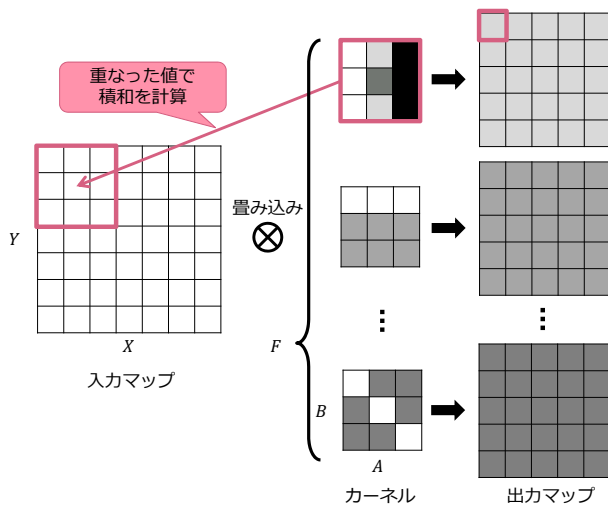 重なった値で
積和を計算
畳み込み
Y
X
入力マップ
F
B
A
カーネル
出力マップ